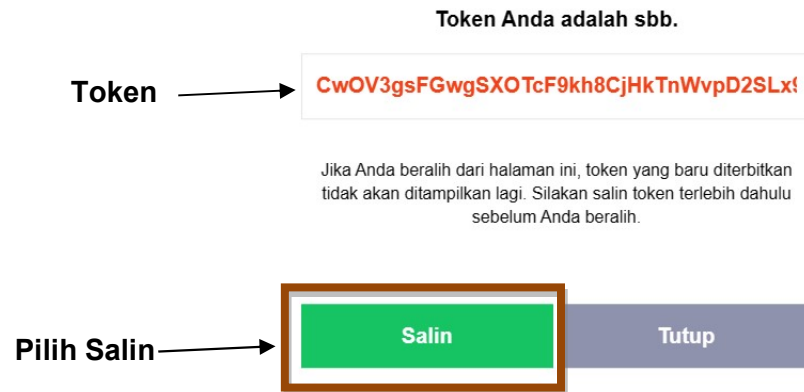 Token Anda adalah sbb.
Token
CwOV3gsFGwgSXOTcF9kh8CjHkTnWvpD2SLx9
Jika Anda beralih dari halaman ini, token yang baru diterbitkan
tidak akan ditampilkan lagi. Silakan salin token terlebih dahulu
sebelum Anda beralih.
Salin
Tutup
Pilih Salin